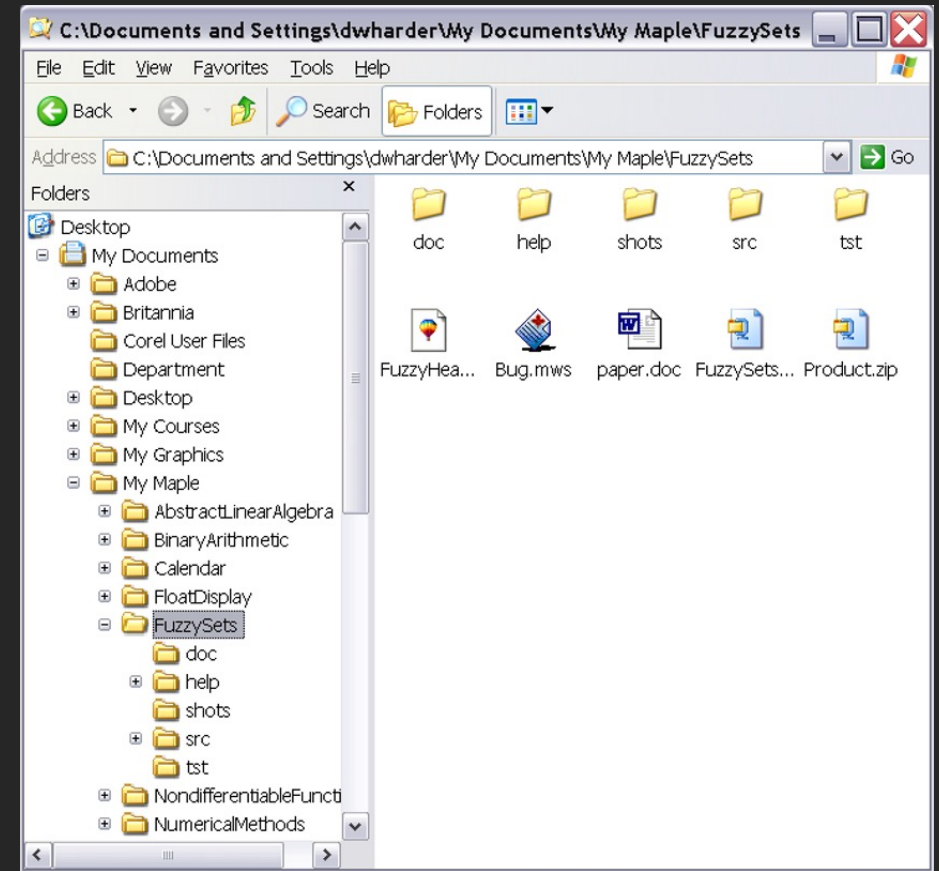 C:\Documents and Settings\dwharder\My Documents\My Maple\FuzzySets
File Edit View Favorites Tools Help
Back Search Folders
Address C:\Documents and Settings\dwharder\My Documents\My Maple\FuzzySets Go
Folders
Desktop
My Documents
Adobe
Britannia
Corel User Files
Department
Desktop
My Courses
My Graphics
My Maple
AbstractLinearAlgebra
BinaryArithmetic
Calendar
FloatDisplay
FuzzySets
doc
help
shots
src
tst
NondifferentiableFuncti
NumericalMethods
doc help shots src tst
FuzzyHea... Bug.mws paper.doc FuzzySets... Product.zip